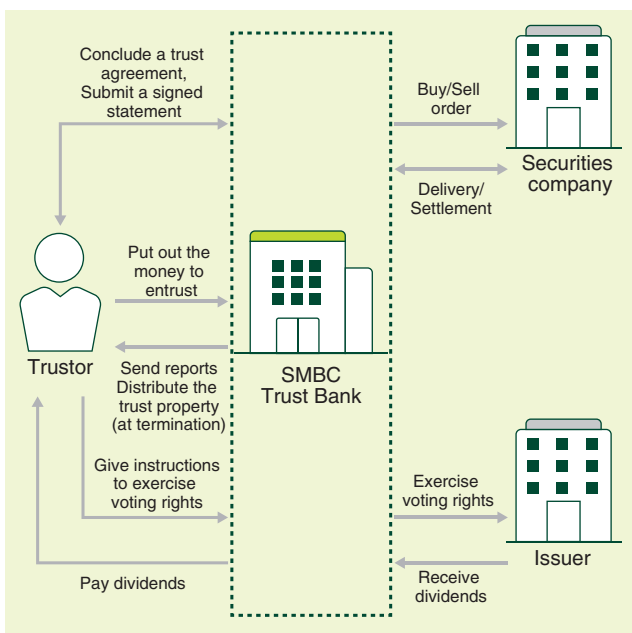 Conclude a trust
agreement,
Submit a signed
statement
Buy/Sell
order
Securities
company
Delivery/
Settlement
Put out the
money to
entrust
Trustor
Send reports
Distribute the
trust property
(at termination)
SMBC
Trust Bank
Give instructions
to exercise
voting rights
Exercise
voting rights
Issuer
Pay dividends
Receive
dividends